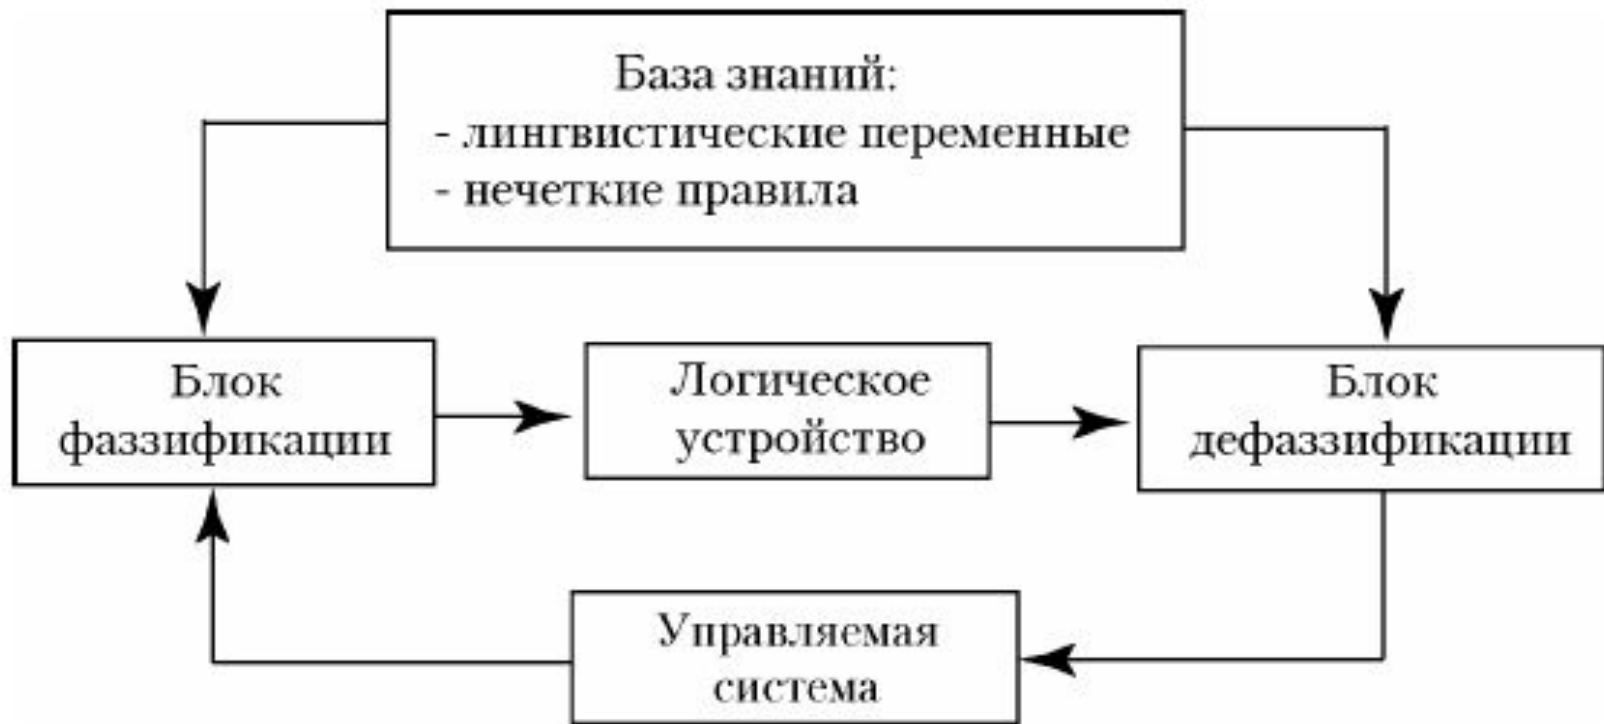 База знаний:
- лингвистические переменные
- нечеткие правила
Блок
фаззификации
Логическое
устройство
Блок
дефаззификации
Управляемая
система